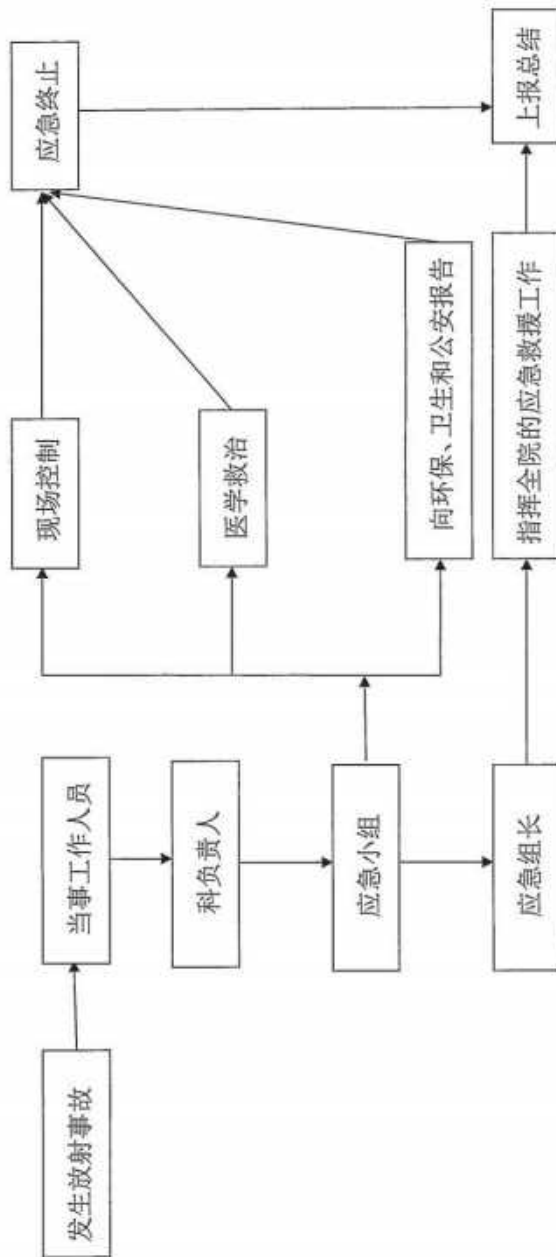 发生放射事故
当事工作人员
科负责人
应急小组
应急组长
现场控制
医学救治
向环保、卫生和公安报告
指挥全院的应急救援工作
应急终止
上报总结